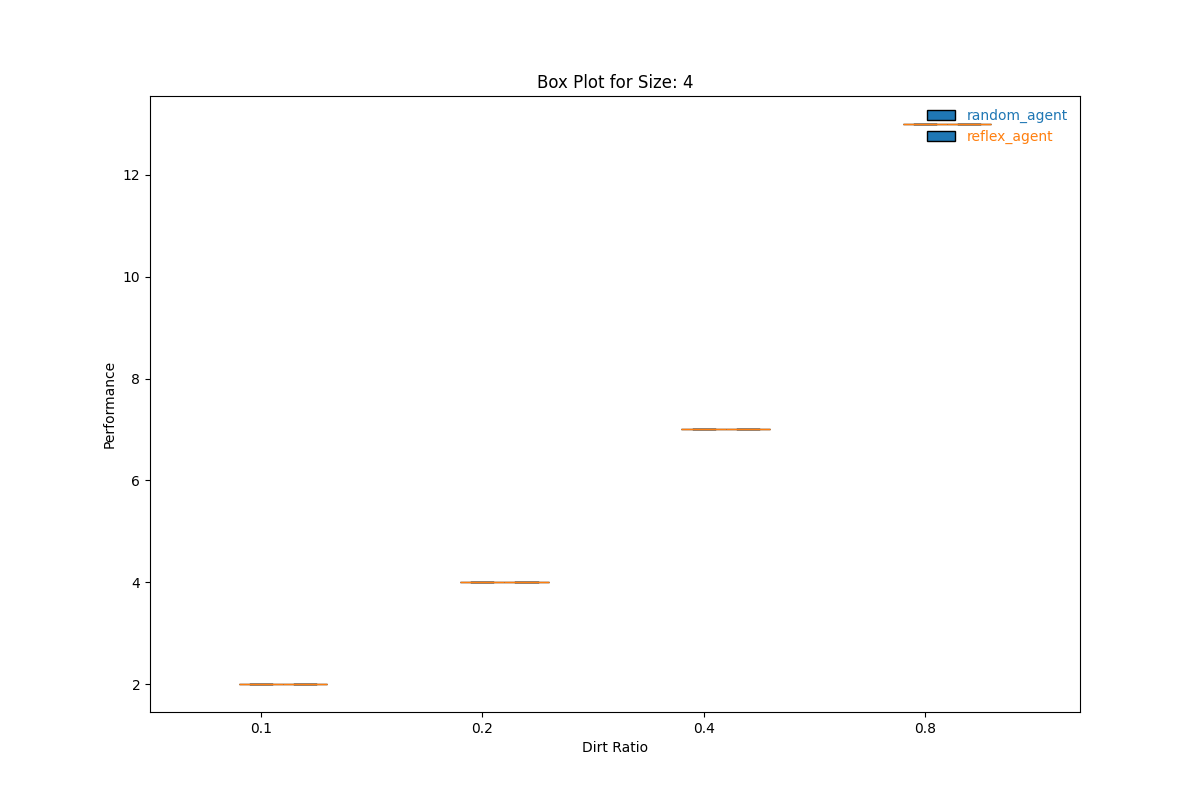 Box Plot for Size: 4
random_agent
reflex_agent
12
10
8
6
4
2
Performance
0.1
0.2
0.4
0.8
Dirt Ratio